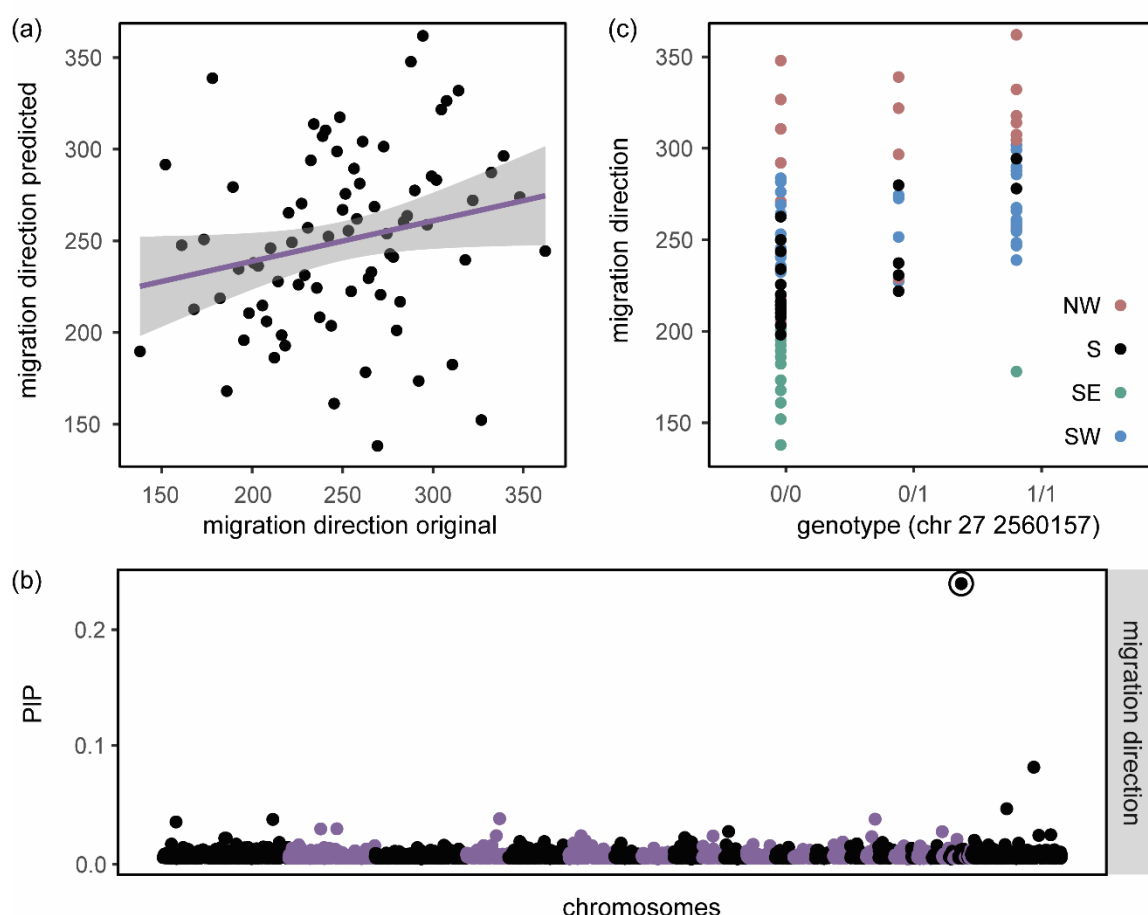 (a)
migration direction predicted
350
300
250
200
150
150 200 250 300 350
migration direction original
(c)
migration direction
350
300
250
200
150
NW
S
SE
SW
0/0 0/1 1/1
genotype (chr 27 2560157)
(b)
PIP
0.2
0.1
0.0
chromosomes
migration direction